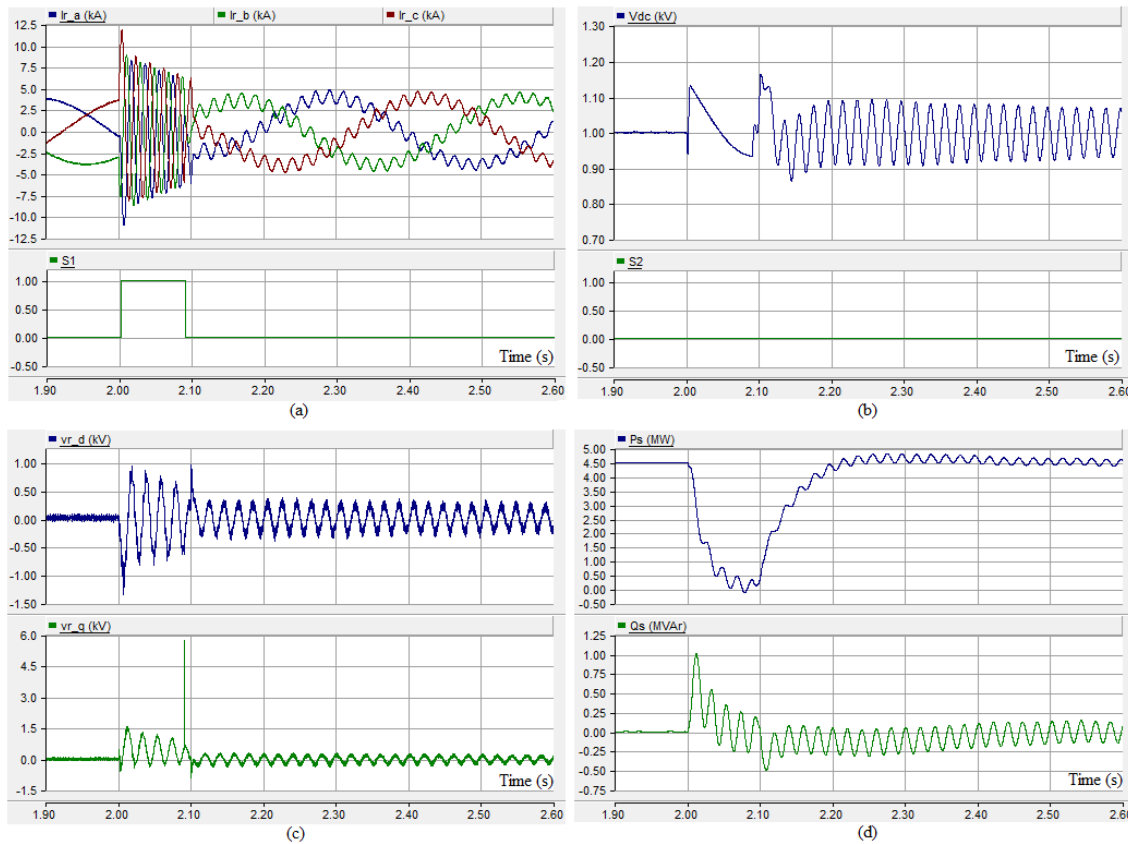 Ir_a (kA) Ir_b (kA) Ir_c (kA)
12.5
10.0
7.5
5.0
2.5
0.0
-2.5
-5.0
-7.5
-10.0
-12.5
S1
1.00
0.50
0.00
-0.50
Time (s)
1.90 2.00 2.10 2.20 2.30 2.40 2.50 2.60
(a)
Vdc (kV)
1.30
1.20
1.10
1.00
0.90
0.80
0.70
S2
1.00
0.50
0.00
-0.50
Time (s)
1.90 2.00 2.10 2.20 2.30 2.40 2.50 2.60
(b)
vr_d (kV)
1.00
0.50
0.00
-0.50
-1.00
-1.50
vr_q (kV)
6.0
4.5
3.0
1.5
0.0
-1.5
Time (s)
1.90 2.00 2.10 2.20 2.30 2.40 2.50 2.60
(c)
Ps (MW)
5.00
4.50
4.00
3.50
3.00
2.50
2.00
1.50
1.00
0.50
0.00
-0.50
Qs (MVAr)
1.25
1.00
0.75
0.50
0.25
0.00
-0.25
-0.50
-0.75
Time (s)
1.90 2.00 2.10 2.20 2.30 2.40 2.50 2.60
(d)